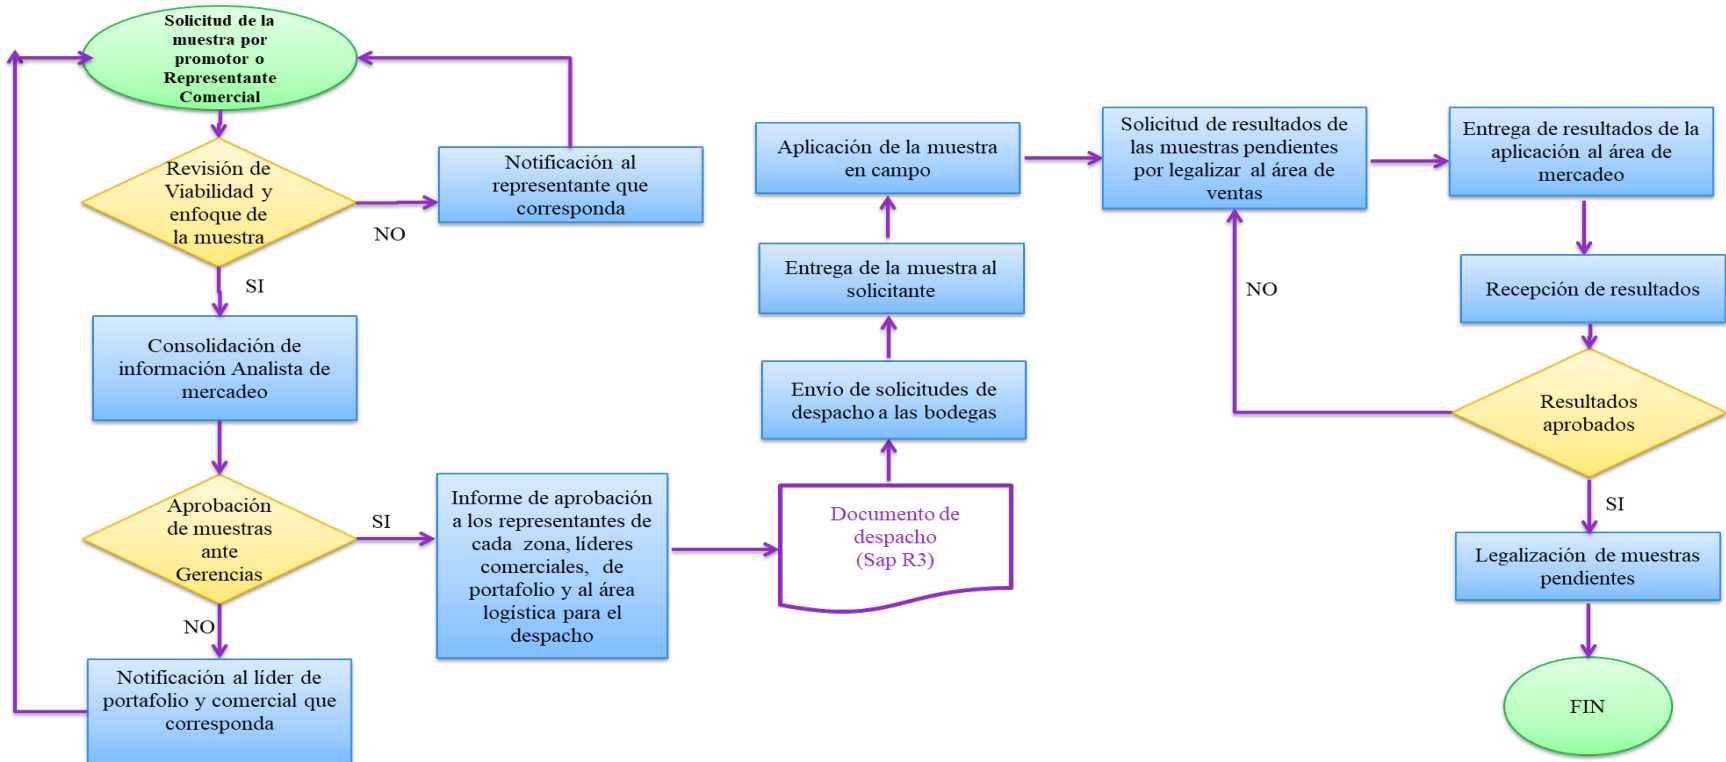 Solicitud de la
muestra por
promotor o
Representante
Comercial
Revisión de
Viabilidad y
enfoque de
la muestra
NO
Notificación al
representante que
corresponda
SI
Consolidación de
información Analista de
mercadeo
Aprobación
de muestras
ante
Gerencias
SI
NO
Notificación al líder de
portafolio y comercial que
corresponda
Informe de aprobación
a los representantes de
cada zona, líderes
comerciales, de
portafolio y al área
logística para el
despacho
Documento de
despacho
(Sap R3)
Envío de solicitudes de
despacho a las bodegas
Entrega de la muestra al
solicitante
Aplicación de la muestra
en campo
Solicitud de resultados de
las muestras pendientes
por legalizar al área de
ventas
Entrega de resultados de la
aplicación al área de
mercadeo
Recepción de resultados
NO
Resultados
aprobados
SI
Legalización de muestras
pendientes
FIN